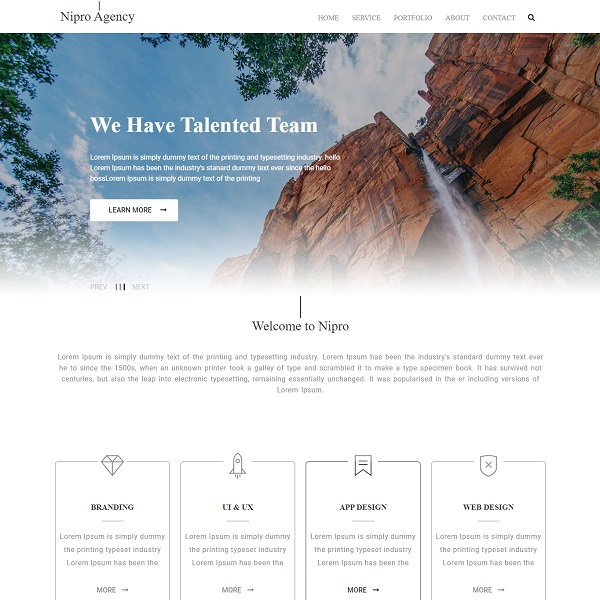 Nipro Agency
HOME SERVICE PORTFOLIO ABOUT CONTACT
We Have Talented Team
Lorem Ipsum is simply dummy text of the printing and typesetting industry. hello
Lorem Ipsum has been the industry's stanard dummy text ever since the hello
bossLorem Ipsum is simply dummy text of the printing
LEARN MORE
PREV NEXT
Welcome to Nipro
Lorem Ipsum is simply dummy text of the printing and typesetting industry. Lorem Ipsum has been the industry's standard dummy text ever since
he to since the 1500s, when an unknown printer took a galley of type and scrambled it to make a type specimen book. It has survived not
centuries, but also the leap into electronic typesetting, remaining essentially unchanged. It was popularised in the er including versions of
Lorem Ipsum.
BRANDING
Lorem Ipsum is simply dummy
the printing typeset industry
Lorem Ipsum has been the
MORE
UI & UX
Lorem Ipsum is simply dummy
the printing typeset industry
Lorem Ipsum has been the
MORE
APP DESIGN
Lorem Ipsum is simply dummy
the printing typeset industry
Lorem Ipsum has been the
MORE
WEB DESIGN
Lorem Ipsum is simply dummy
the printing typeset industry
Lorem Ipsum has been the
MORE